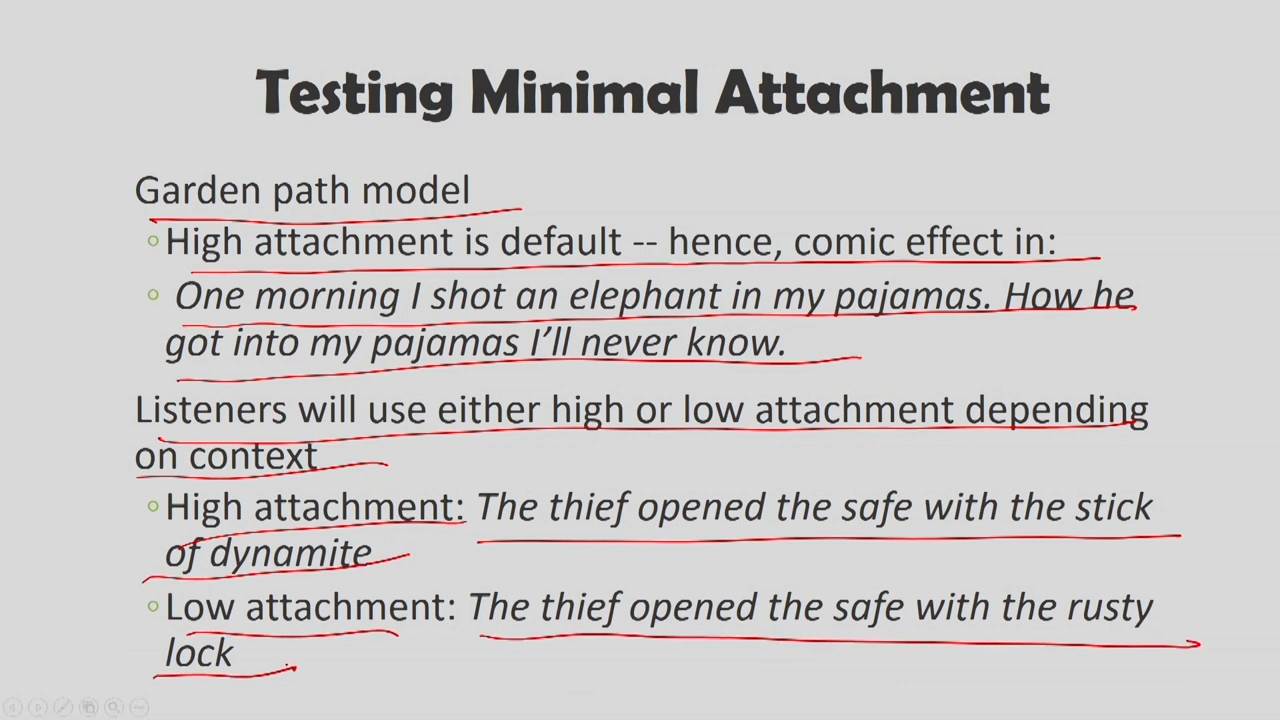 Testing Minimal Attachment
Garden path model
High attachment is default -- hence, comic effect in:
One morning I shot an elephant in my pajamas. How he
got into my pajamas I’ll never know.
Listeners will use either high or low attachment depending
on context
High attachment: The thief opened the safe with the stick
of dynamite
Low attachment: The thief opened the safe with the rusty
lock